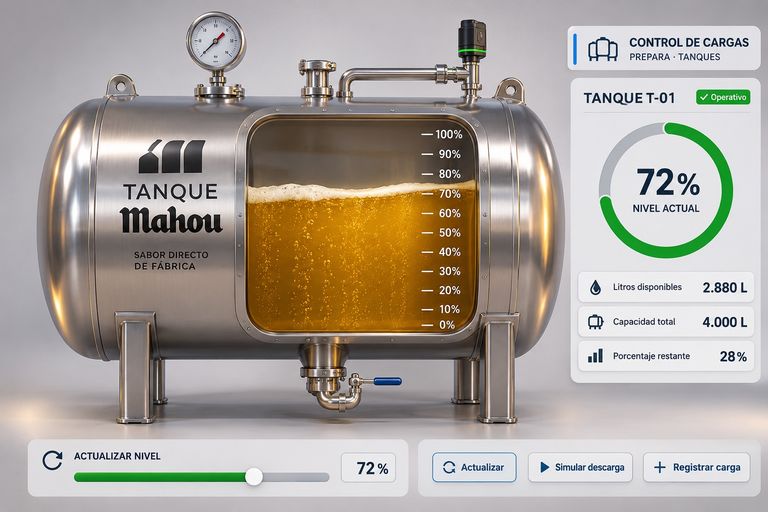 TANQUE
Mahou
SABOR DIRECTO
DE FÁBRICA
100%
90%
80%
70%
60%
50%
40%
30%
20%
10%
0%
CONTROL DE CARGAS
PREPARA · TANQUES
TANQUE T-01
✓ Operativo
72%
NIVEL ACTUAL
Litros disponibles 2.880 L
Capacidad total 4.000 L
Porcentaje restante 28%
ACTUALIZAR NIVEL
72%
Actualizar
Simular descarga
Registrar carga